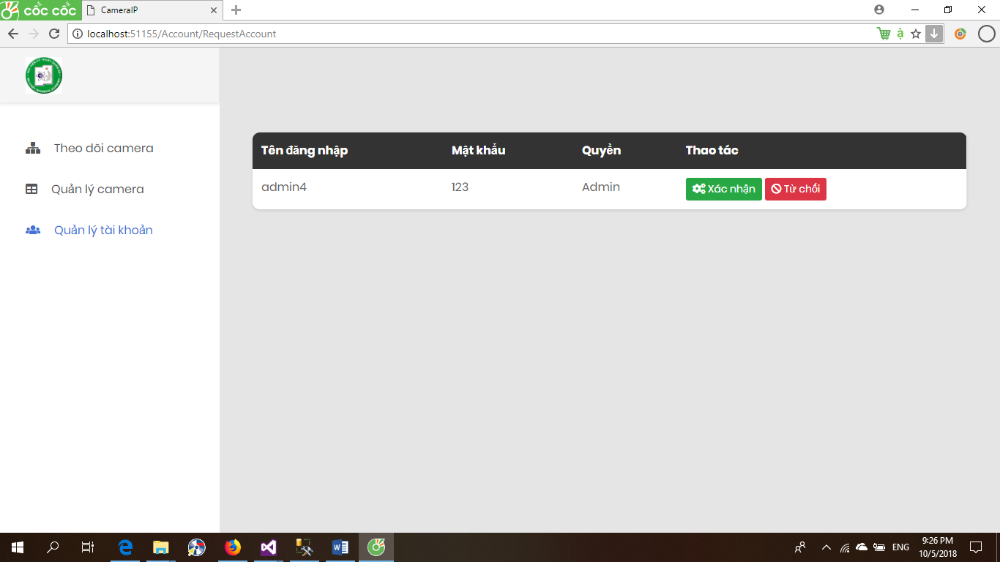 cốc cốc
CameraIP
localhost:51155/Account/RequestAccount
ạ̀
Theo dõi camera
Quản lý camera
Quản lý tài khoản
Tên đăng nhập Mật khẩu Quyền Thao tác
admin4 123 Admin Xác nhận Từ chối
ENG
9:26 PM
10/5/2018